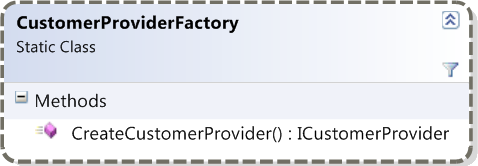 CustomerProviderFactory
Static Class
Methods
CreateCustomerProvider() : ICustomerProvider